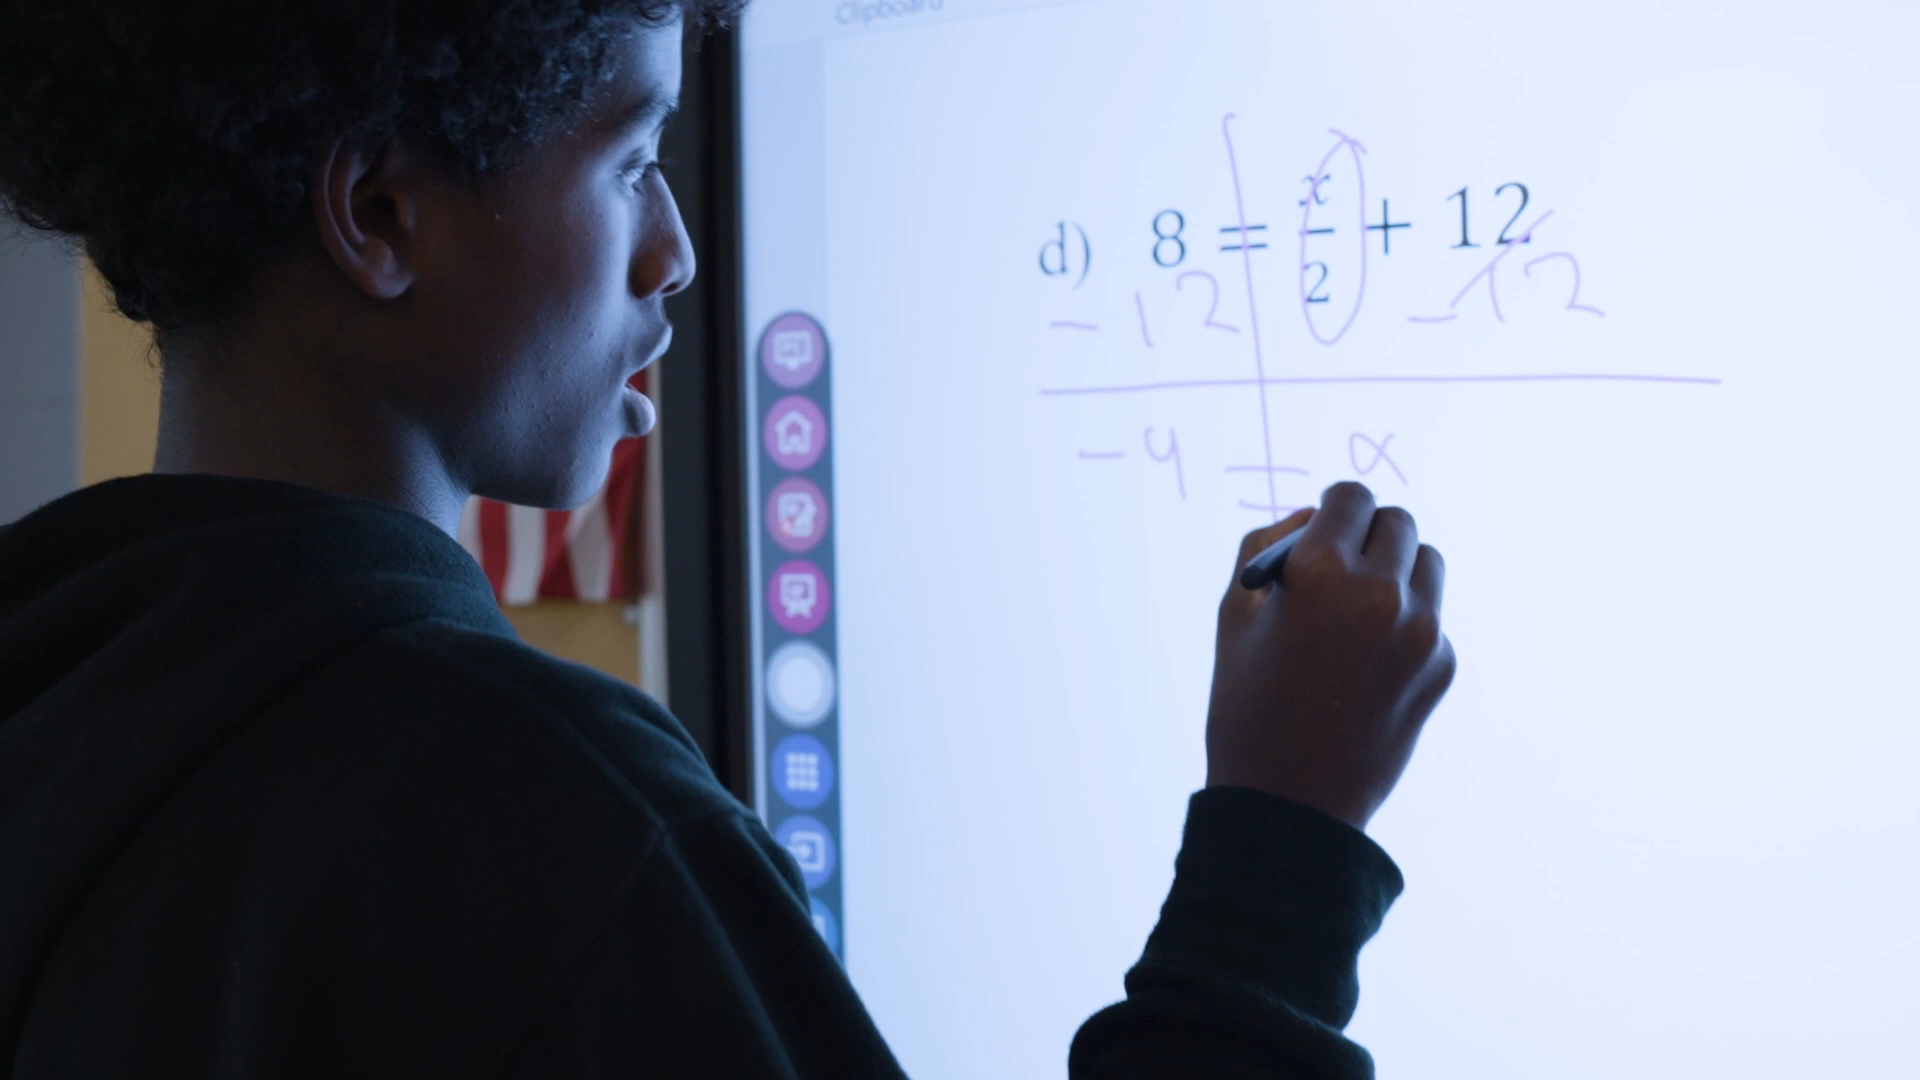 Clipboard
d) 8 = x/2 + 12
- 12 - 12
- 4 = x